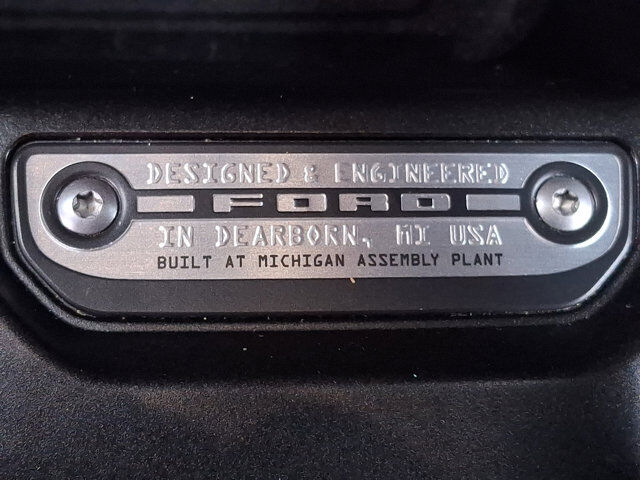 DESIGNED & ENGINEERED
FORD
IN DEARBORN, MI USA
BUILT AT MICHIGAN ASSEMBLY PLANT